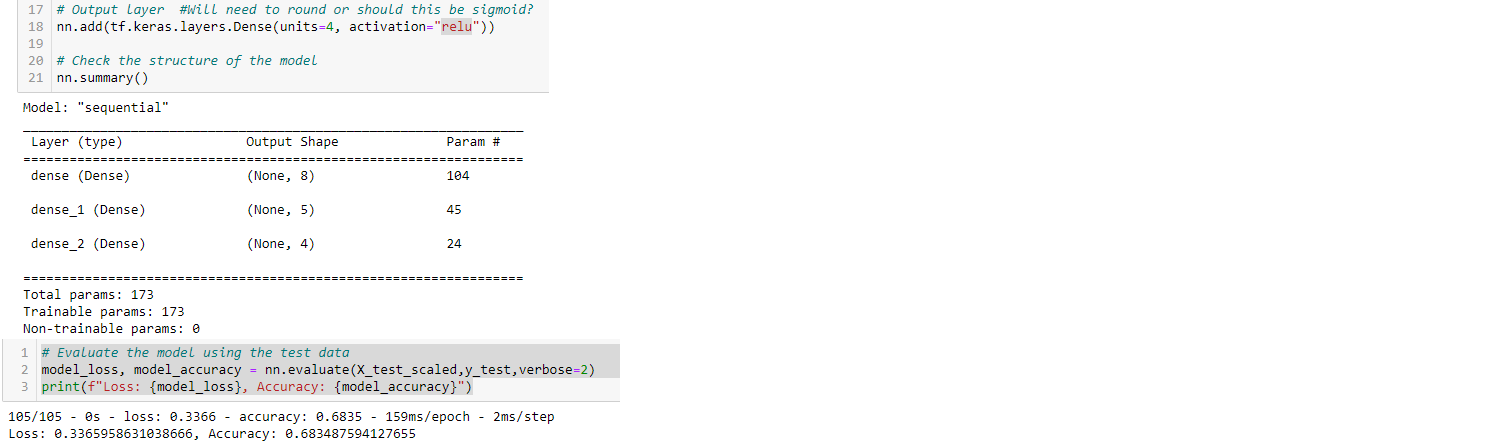 17 # Output layer  #Will need to round or should this be sigmoid?
18 nn.add(tf.keras.layers.Dense(units=4, activation="relu"))
19
20 # Check the structure of the model
21 nn.summary()
Model: "sequential"
_________________________________________________________________
Layer (type)                Output Shape              Param #
=================================================================
dense (Dense)               (None, 8)                 104
dense_1 (Dense)             (None, 5)                 45
dense_2 (Dense)             (None, 4)                 24
=================================================================
Total params: 173
Trainable params: 173
Non-trainable params: 0
1 # Evaluate the model using the test data
2 model_loss, model_accuracy = nn.evaluate(X_test_scaled,y_test,verbose=2)
3 print(f"Loss: {model_loss}, Accuracy: {model_accuracy}")
105/105 - 0s - loss: 0.3366 - accuracy: 0.6835 - 159ms/epoch - 2ms/step
Loss: 0.3365958631038666, Accuracy: 0.683487594127655